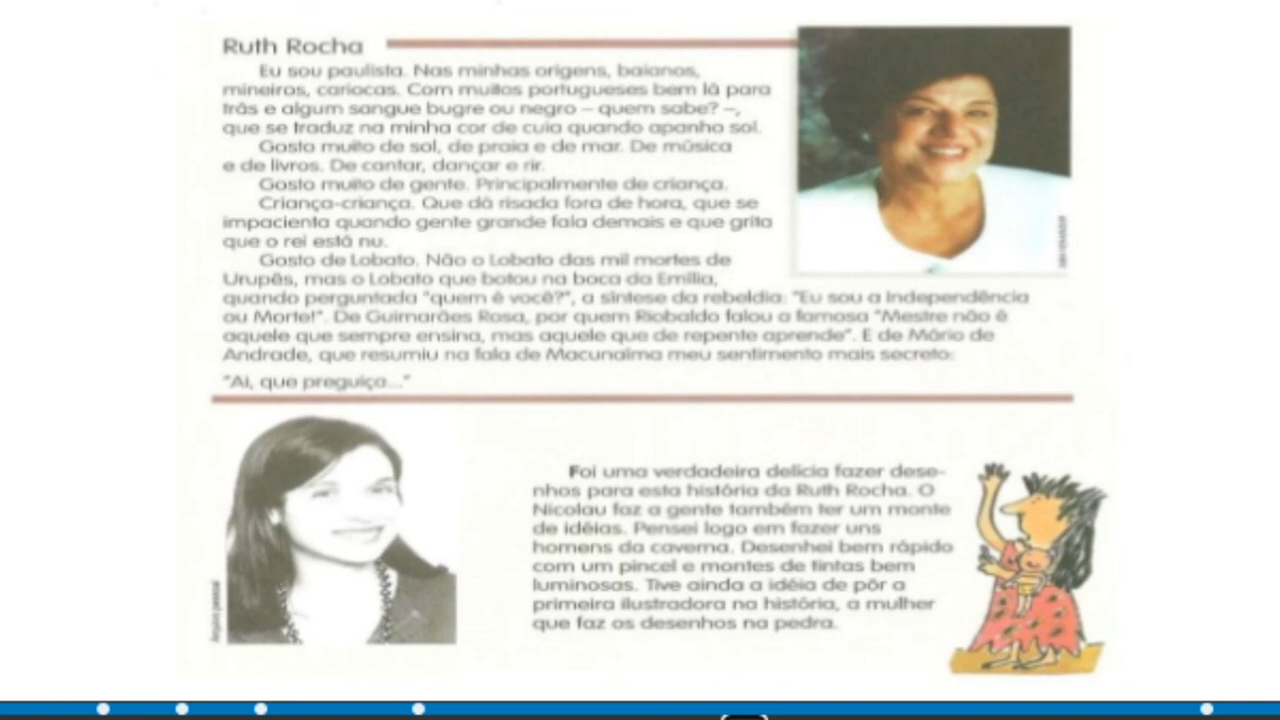 Ruth Rocha
Eu sou paulista. Nas minhas origens, baianos,
mineiros, cariocas. Com muitos portugueses bem lá para
trás e algum sangue bugre ou negro – quem sabe? –,
que se traduz na minha cor de cuia quando apanho sol.
Gosto muito de sol, de praia e de mar. De música
e de livros. De cantar, dançar e rir.
Gosto muito de gente. Principalmente de criança.
Criança-criança. Que dá risada fora de hora, que se
impacienta quando gente grande fala demais e que grita
que o rei está nu.
Gosto de Lobato. Não o Lobato das mil mortes de
Urupês, mas o Lobato que botou na boca da Emília,
quando perguntada "quem é você?", a síntese da rebeldia: "Eu sou a Independência
ou Morte!". De Guimarães Rosa, por quem Riobaldo falou a famosa "Mestre não é
aquele que sempre ensina, mas aquele que de repente aprende". E de Mário de
Andrade, que resumiu na fala de Macunaíma meu sentimento mais secreto:
"Ai, que preguiça..."
Foi uma verdadeira delícia fazer dese-
nhos para esta história da Ruth Rocha. O
Nicolau faz a gente também ter um monte
de idéias. Pensei logo em fazer uns
homens da caverna. Desenhei bem rápido
com um pincel e montes de tintas bem
luminosas. Tive ainda a idéia de pôr a
primeira ilustradora na história, a mulher
que faz os desenhos na pedra.
Arquivo pessoal